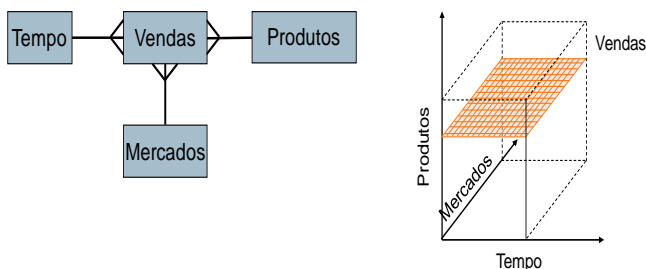 Tempo
Vendas
Produtos
Mercados
Vendas
Produtos
Mercados
Tempo